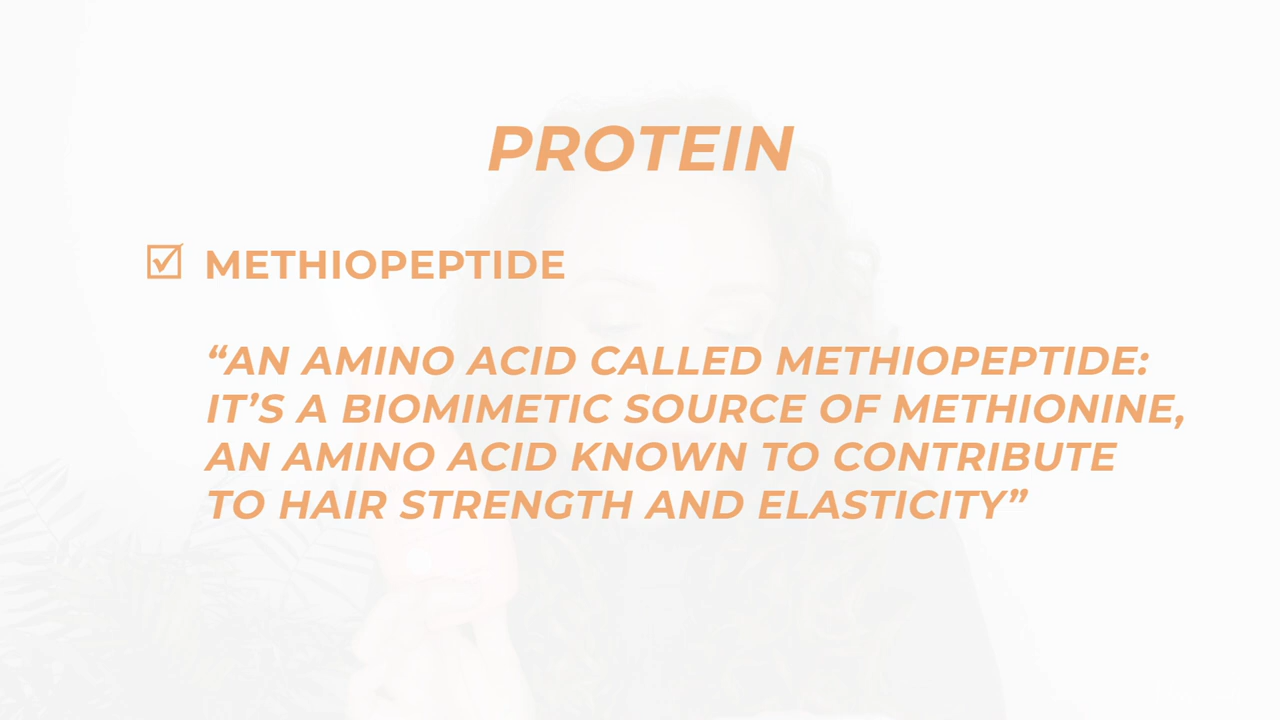 PROTEIN
☑ METHIOPEPTIDE
“AN AMINO ACID CALLED METHIOPEPTIDE:
IT’S A BIOMIMETIC SOURCE OF METHIONINE,
AN AMINO ACID KNOWN TO CONTRIBUTE
TO HAIR STRENGTH AND ELASTICITY”